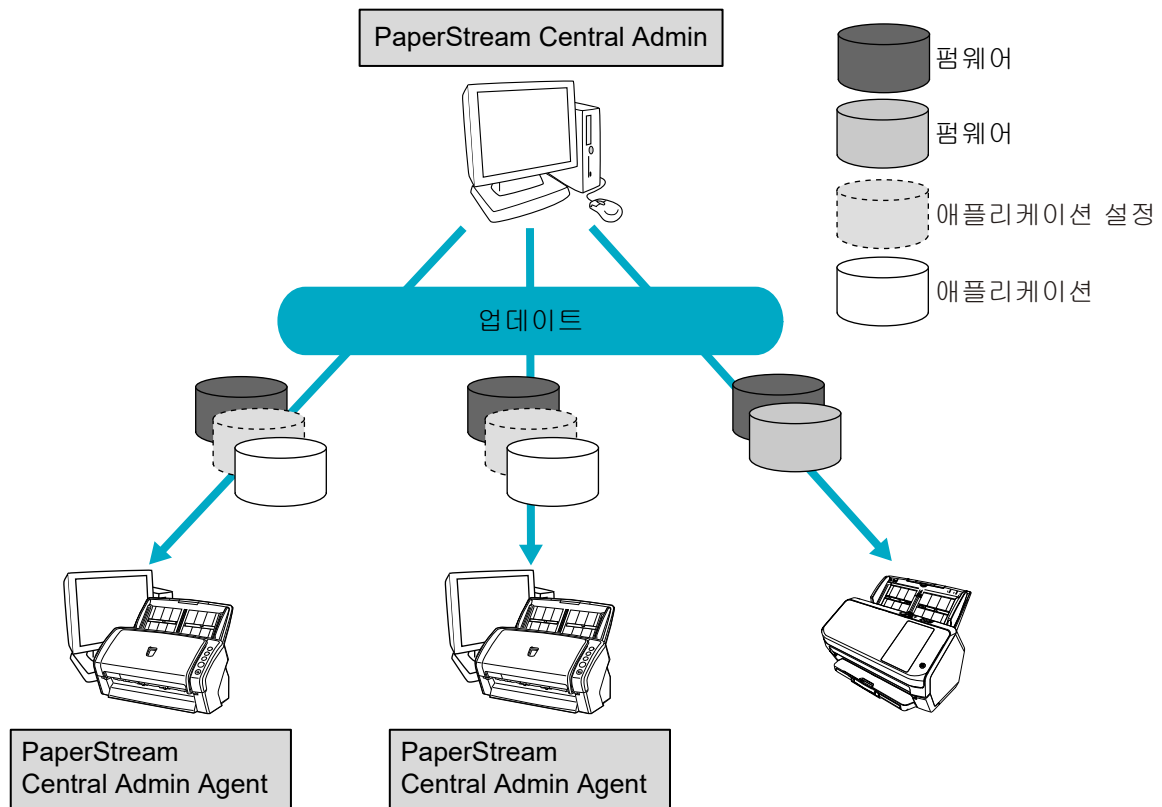 PaperStream Central Admin
펌웨어
펌웨어
애플리케이션 설정
애플리케이션
업데이트
PaperStream
Central Admin Agent
PaperStream
Central Admin Agent